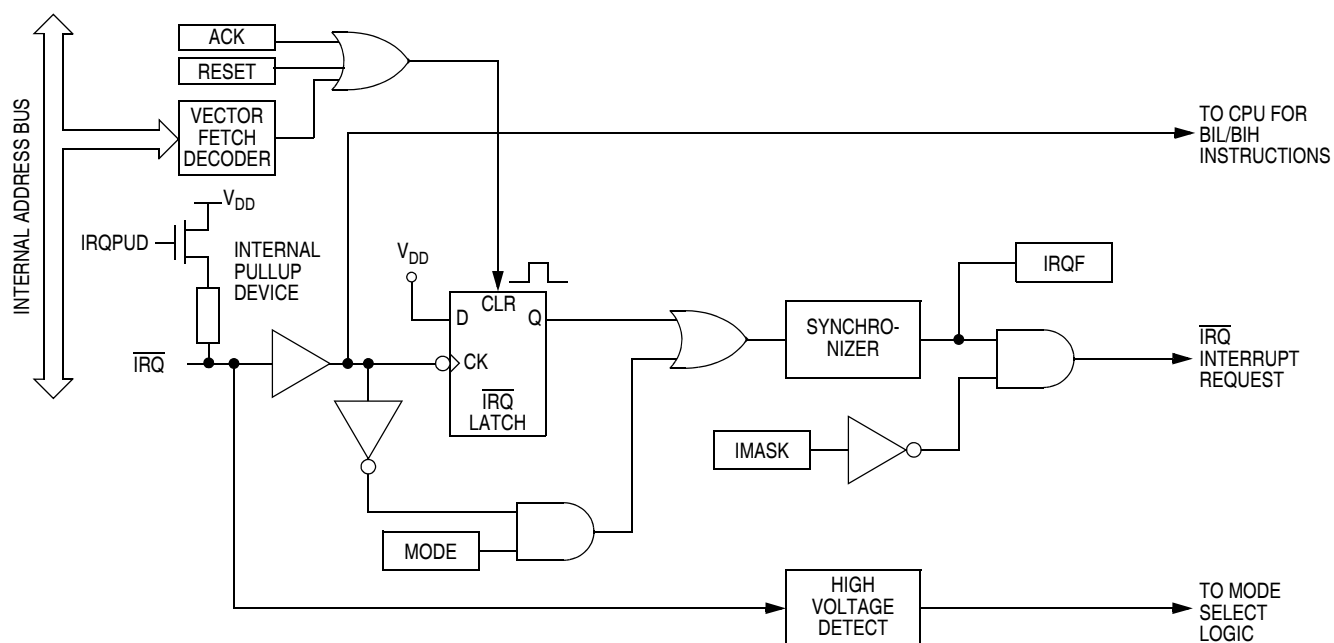 INTERNAL ADDRESS BUS
ACK
RESET
VECTOR
FETCH
DECODER
TO CPU FOR
BIL/BIH
INSTRUCTIONS
VDD
IRQPUD
INTERNAL
PULLUP
DEVICE
VDD
CLR
D
Q
CK
IRQ
LATCH
IRQ
SYNCHRO-
NIZER
IRQF
IRQ
INTERRUPT
REQUEST
IMASK
MODE
HIGH
VOLTAGE
DETECT
TO MODE
SELECT
LOGIC